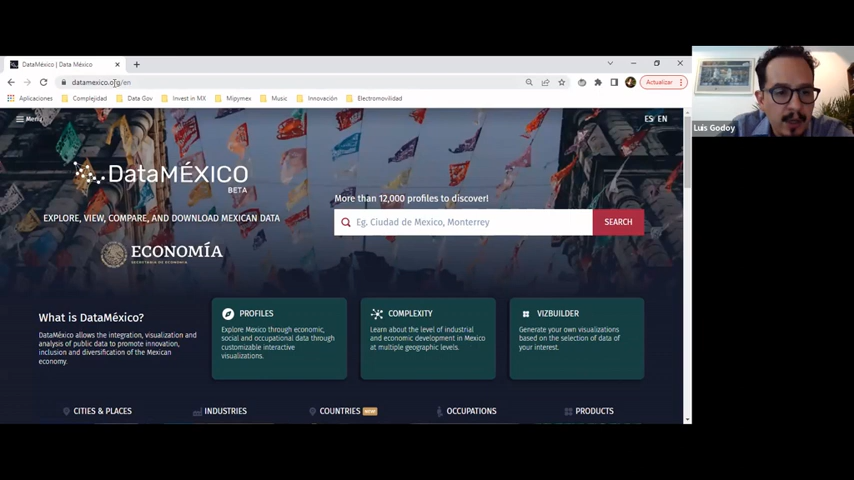 DataMéxico | Data México
datamexico.org/en
Actualizar
Aplicaciones
Complejidad
Data Gov
Invest in MX
Mipymex
Music
Innovación
Electromovilidad
Menu
ES EN
DataMÉXICO
BETA
EXPLORE, VIEW, COMPARE, AND DOWNLOAD MEXICAN DATA
ECONOMÍA
SECRETARÍA DE ECONOMÍA
More than 12,000 profiles to discover!
Eg. Ciudad de Mexico, Monterrey
SEARCH
Luis Godoy
What is DataMéxico?
DataMéxico allows the integration, visualization and
analysis of public data to promote innovation,
inclusion and diversification of the Mexican
economy.
PROFILES
Explore Mexico through economic,
social and occupational data through
customizable interactive
visualizations.
COMPLEXITY
Learn about the level of industrial
and economic development in Mexico
at multiple geographic levels.
VIZBUILDER
Generate your own visualizations
based on the selection of data of
your interest.
CITIES & PLACES
INDUSTRIES
COUNTRIES NEW
OCCUPATIONS
PRODUCTS